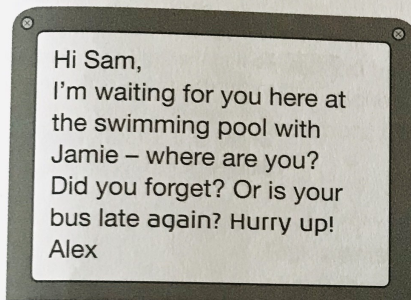 Hi Sam,
I'm waiting for you here at
the swimming pool with
Jamie – where are you?
Did you forget? Or is your
bus late again? Hurry up!
Alex